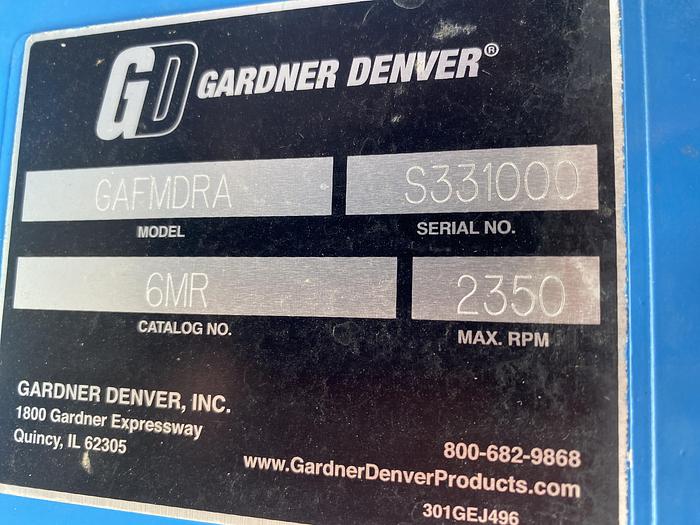 GD GARDNER DENVER®
GAFMDRA S331000
MODEL SERIAL NO.
6MR 2350
CATALOG NO. MAX. RPM
GARDNER DENVER, INC.
1800 Gardner Expressway
Quincy, IL 62305
800-682-9868
www.GardnerDenverProducts.com
301GEJ496